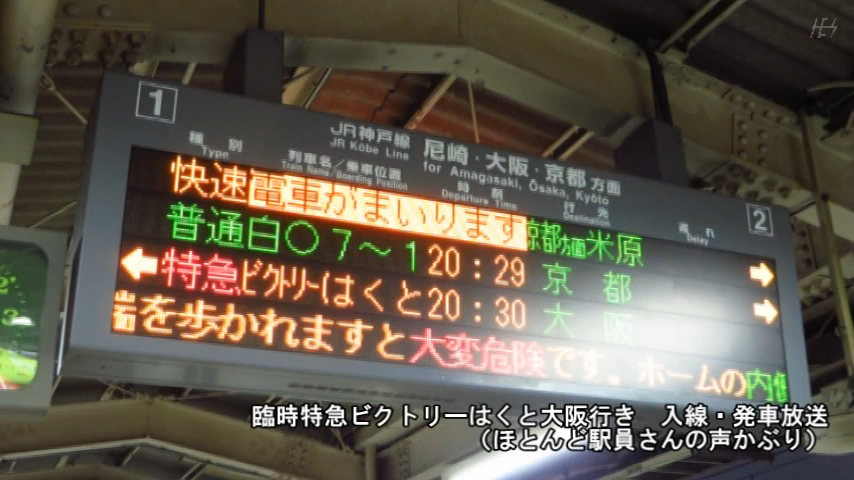 1
JR神戸線 尼崎・大阪・京都方面
JR Kōbe Line for Amagasaki, Ōsaka, Kyōto
種別 列車名/乗車位置 時刻 行先 遅れ
Type Train Name/Boarding Position Departure Time Destination Delay
2
快速 電車がまいります 京都方面米原
普通白○7~1 20:29 京都
特急ビクトリーはくと20:30 大阪
を歩かれますと大変危険です。ホームの内側
臨時特急ビクトリーはくと大阪行き 入線・発車放送
(ほとんど駅員さんの声かぶり)